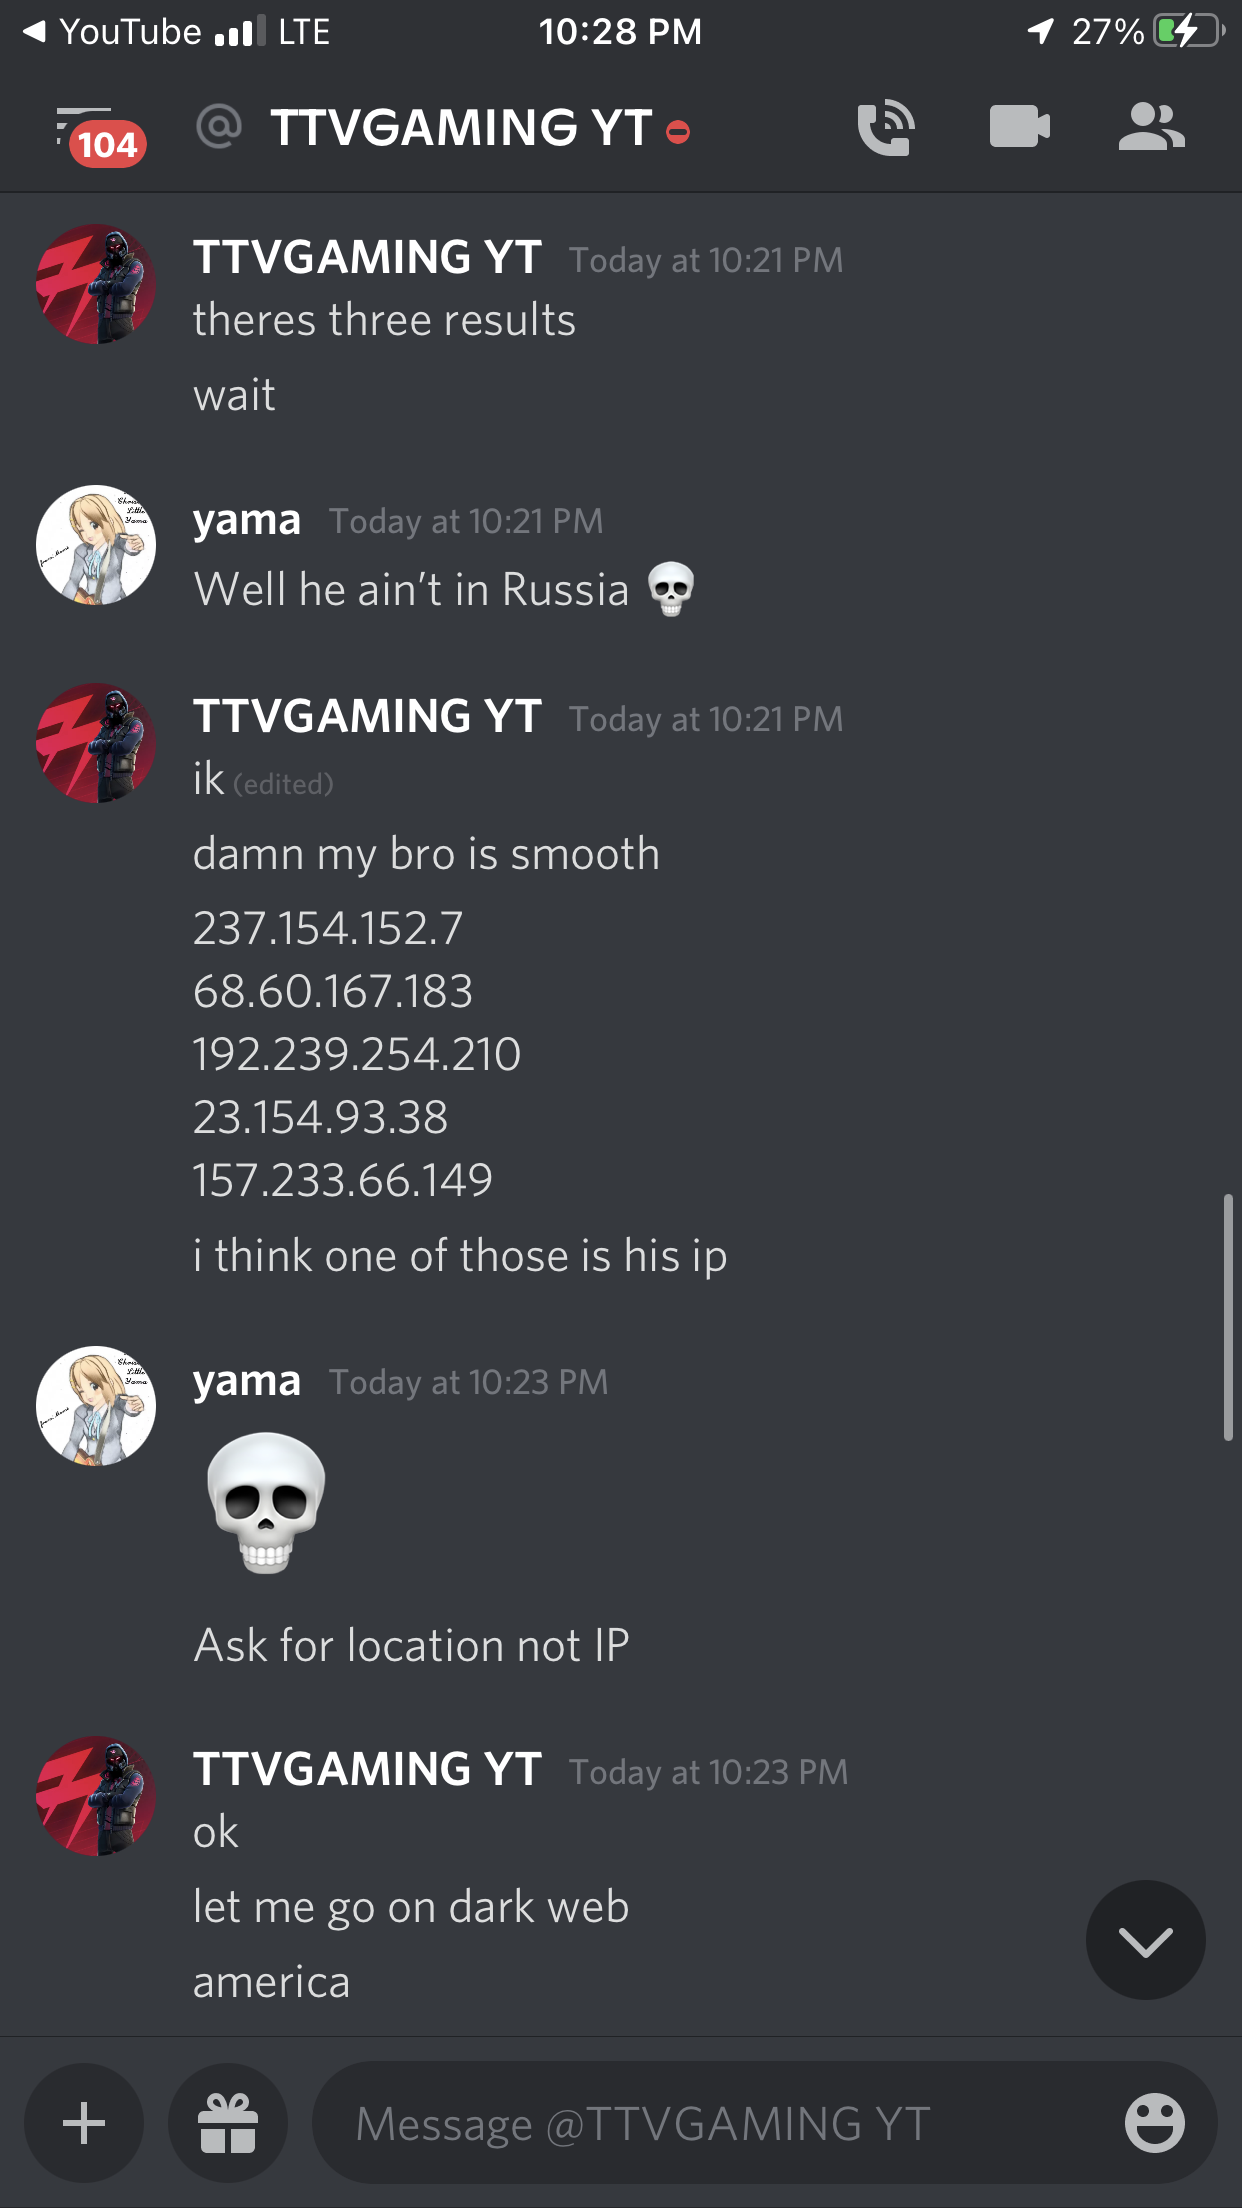 YouTube LTE 10:28 PM 27%
104 @ TTVGAMING YT
TTVGAMING YT Today at 10:21 PM
theres three results
wait
yama Today at 10:21 PM
Well he ain't in Russia 💀
TTVGAMING YT Today at 10:21 PM
ik (edited)
damn my bro is smooth
237.154.152.7
68.60.167.183
192.239.254.210
23.154.93.38
157.233.66.149
i think one of those is his ip
yama Today at 10:23 PM
💀
Ask for location not IP
TTVGAMING YT Today at 10:23 PM
ok
let me go on dark web
america
Message @TTVGAMING YT